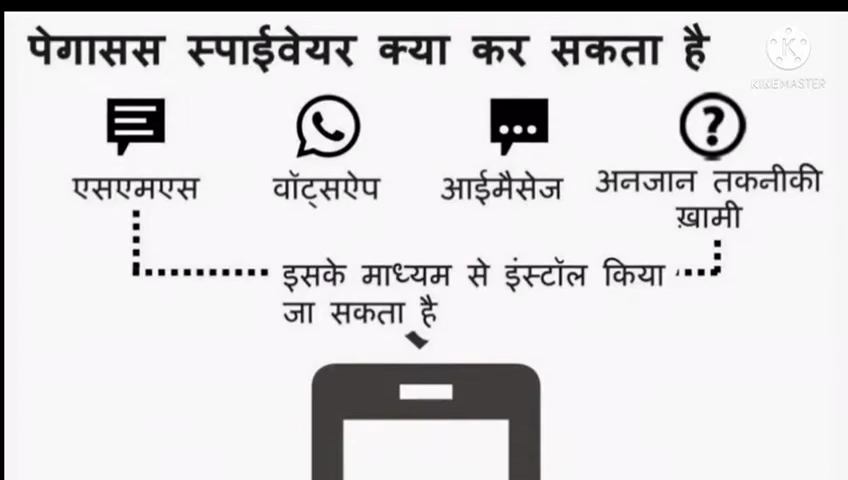 पेगासस स्पाईवेयर क्या कर सकता है
KINEMASTER
एसएमएस
वॉट्सऐप
आईमैसेज
अनजान तकनीकी
ख़ामी
इसके माध्यम से इंस्टॉल किया
जा सकता है